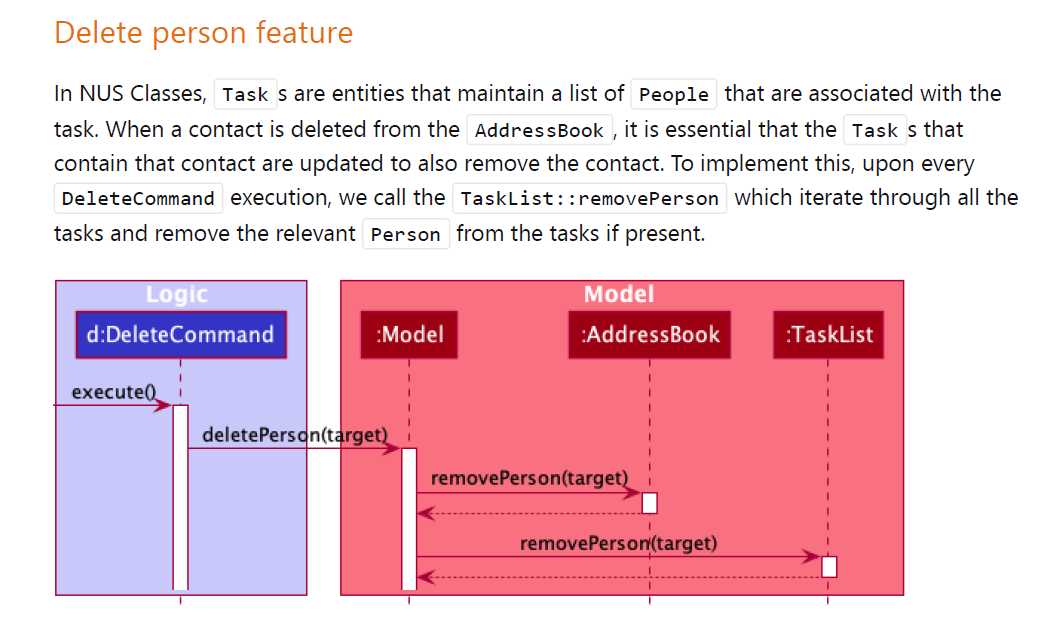 Delete person feature
In NUS Classes, Task s are entities that maintain a list of People that are associated with the
task. When a contact is deleted from the AddressBook , it is essential that the Task s that
contain that contact are updated to also remove the contact. To implement this, upon every
DeleteCommand execution, we call the TaskList::removePerson which iterate through all the
tasks and remove the relevant Person from the tasks if present.
Logic
Model
d:DeleteCommand
:Model
:AddressBook
:TaskList
execute()
deletePerson(target)
removePerson(target)
removePerson(target)